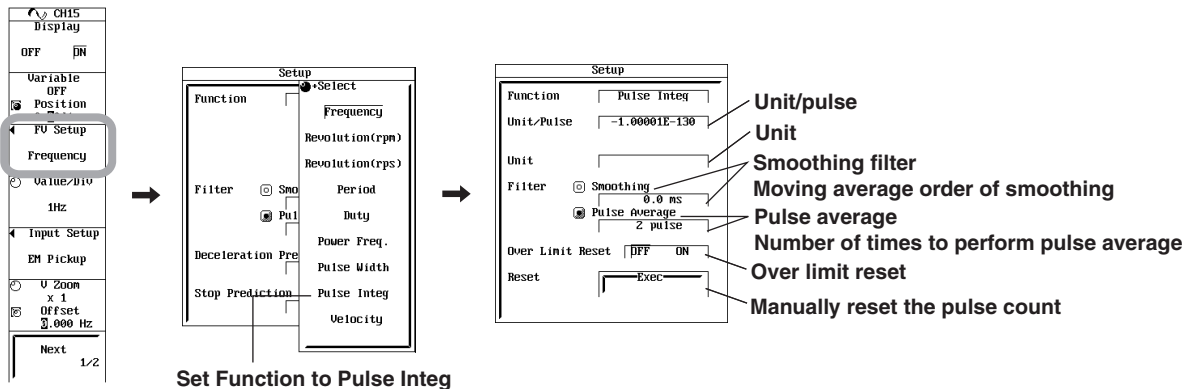 CH15
Display
OFF ON
Variable
OFF
Position
FV Setup
Frequency
Value/Div
1Hz
Input Setup
EM Pickup
V Zoom
x 1
Offset
0.000 Hz
Next
1/2
Setup
Function
Filter
Smo
Pul
Deceleration Pre
Stop Prediction
+Select
Frequency
Revolution(rpm)
Revolution(rps)
Period
Duty
Power Freq.
Pulse Width
Pulse Integ
Velocity
Set Function to Pulse Integ
Setup
Function Pulse Integ
Unit/Pulse -1.00001E-130
Unit
Filter Smoothing
0.0 ms
Pulse Average
2 pulse
Over Limit Reset OFF ON
Reset Exec
Unit/pulse
Unit
Smoothing filter
Moving average order of smoothing
Pulse average
Number of times to perform pulse average
Over limit reset
Manually reset the pulse count